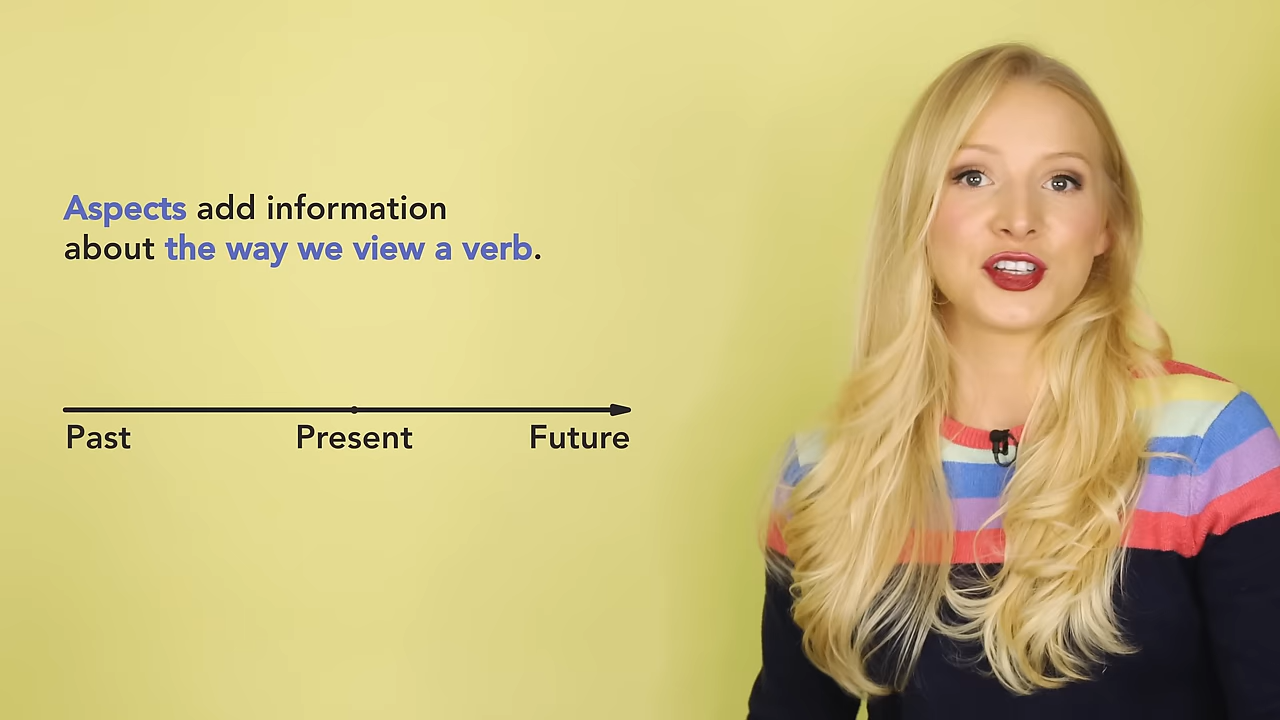 Aspects add information
about the way we view a verb.
Past Present Future